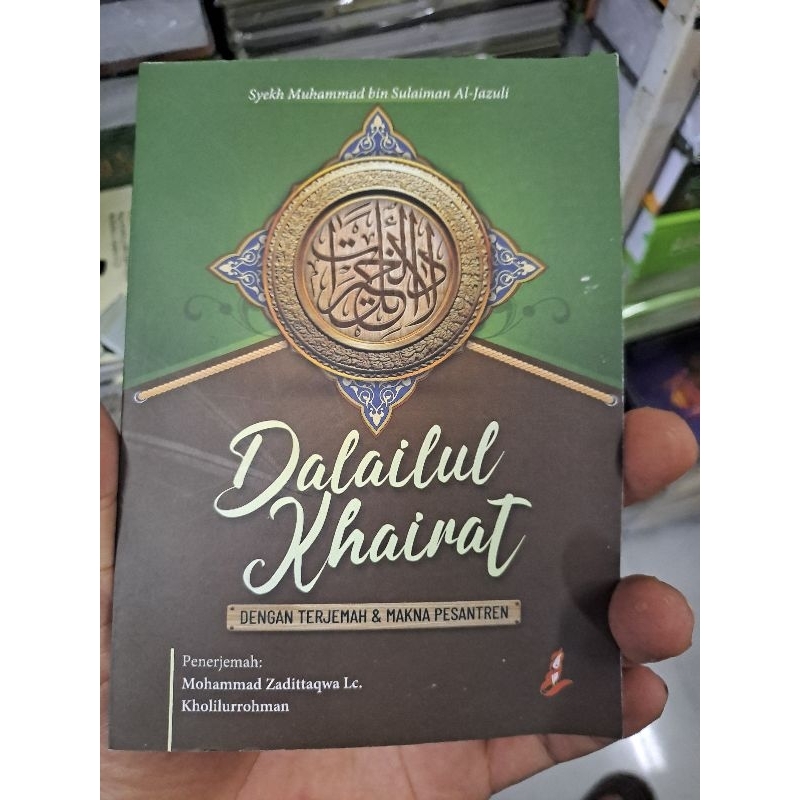 Syekh Muhammad bin Sulaiman Al-Jazuli
دلائل الخيرات
Dalailul
Khairat
DENGAN TERJEMAH & MAKNA PESANTREN
Penerjemah:
Mohammad Zadittaqwa Lc.
Kholilurrohman